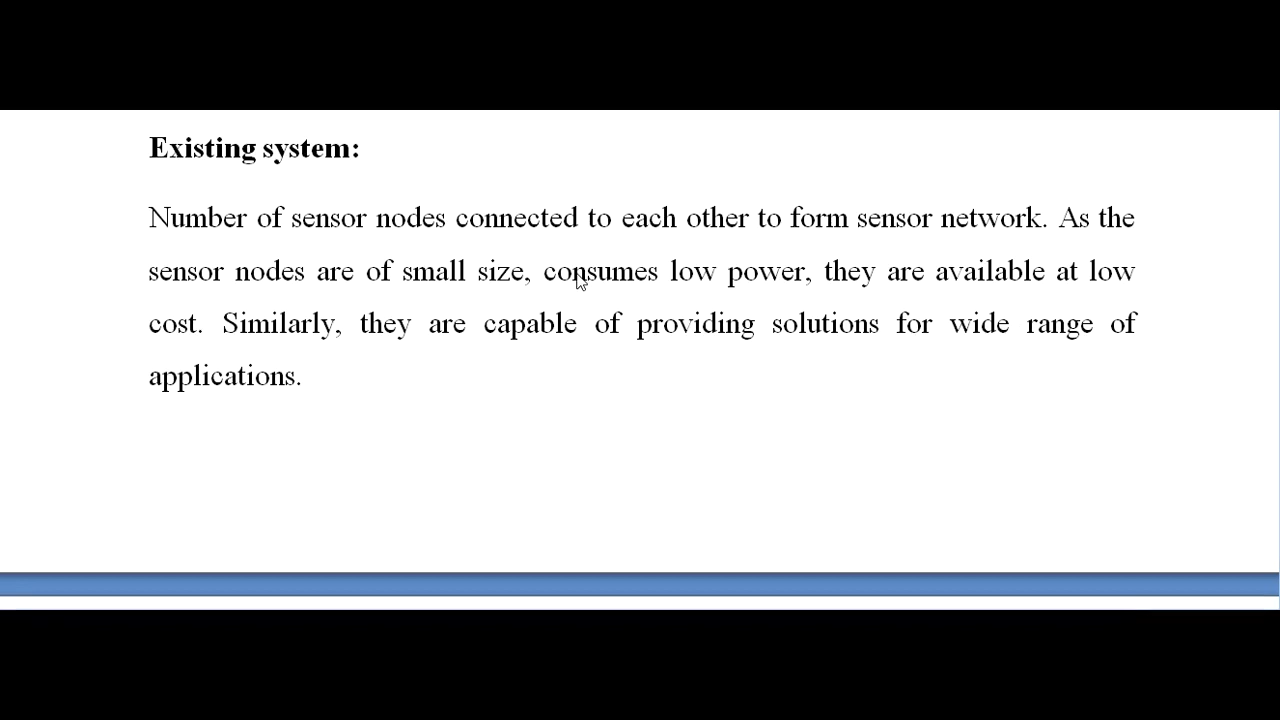 Existing system:
Number of sensor nodes connected to each other to form sensor network. As the
sensor nodes are of small size, consumes low power, they are available at low
cost. Similarly, they are capable of providing solutions for wide range of
applications.